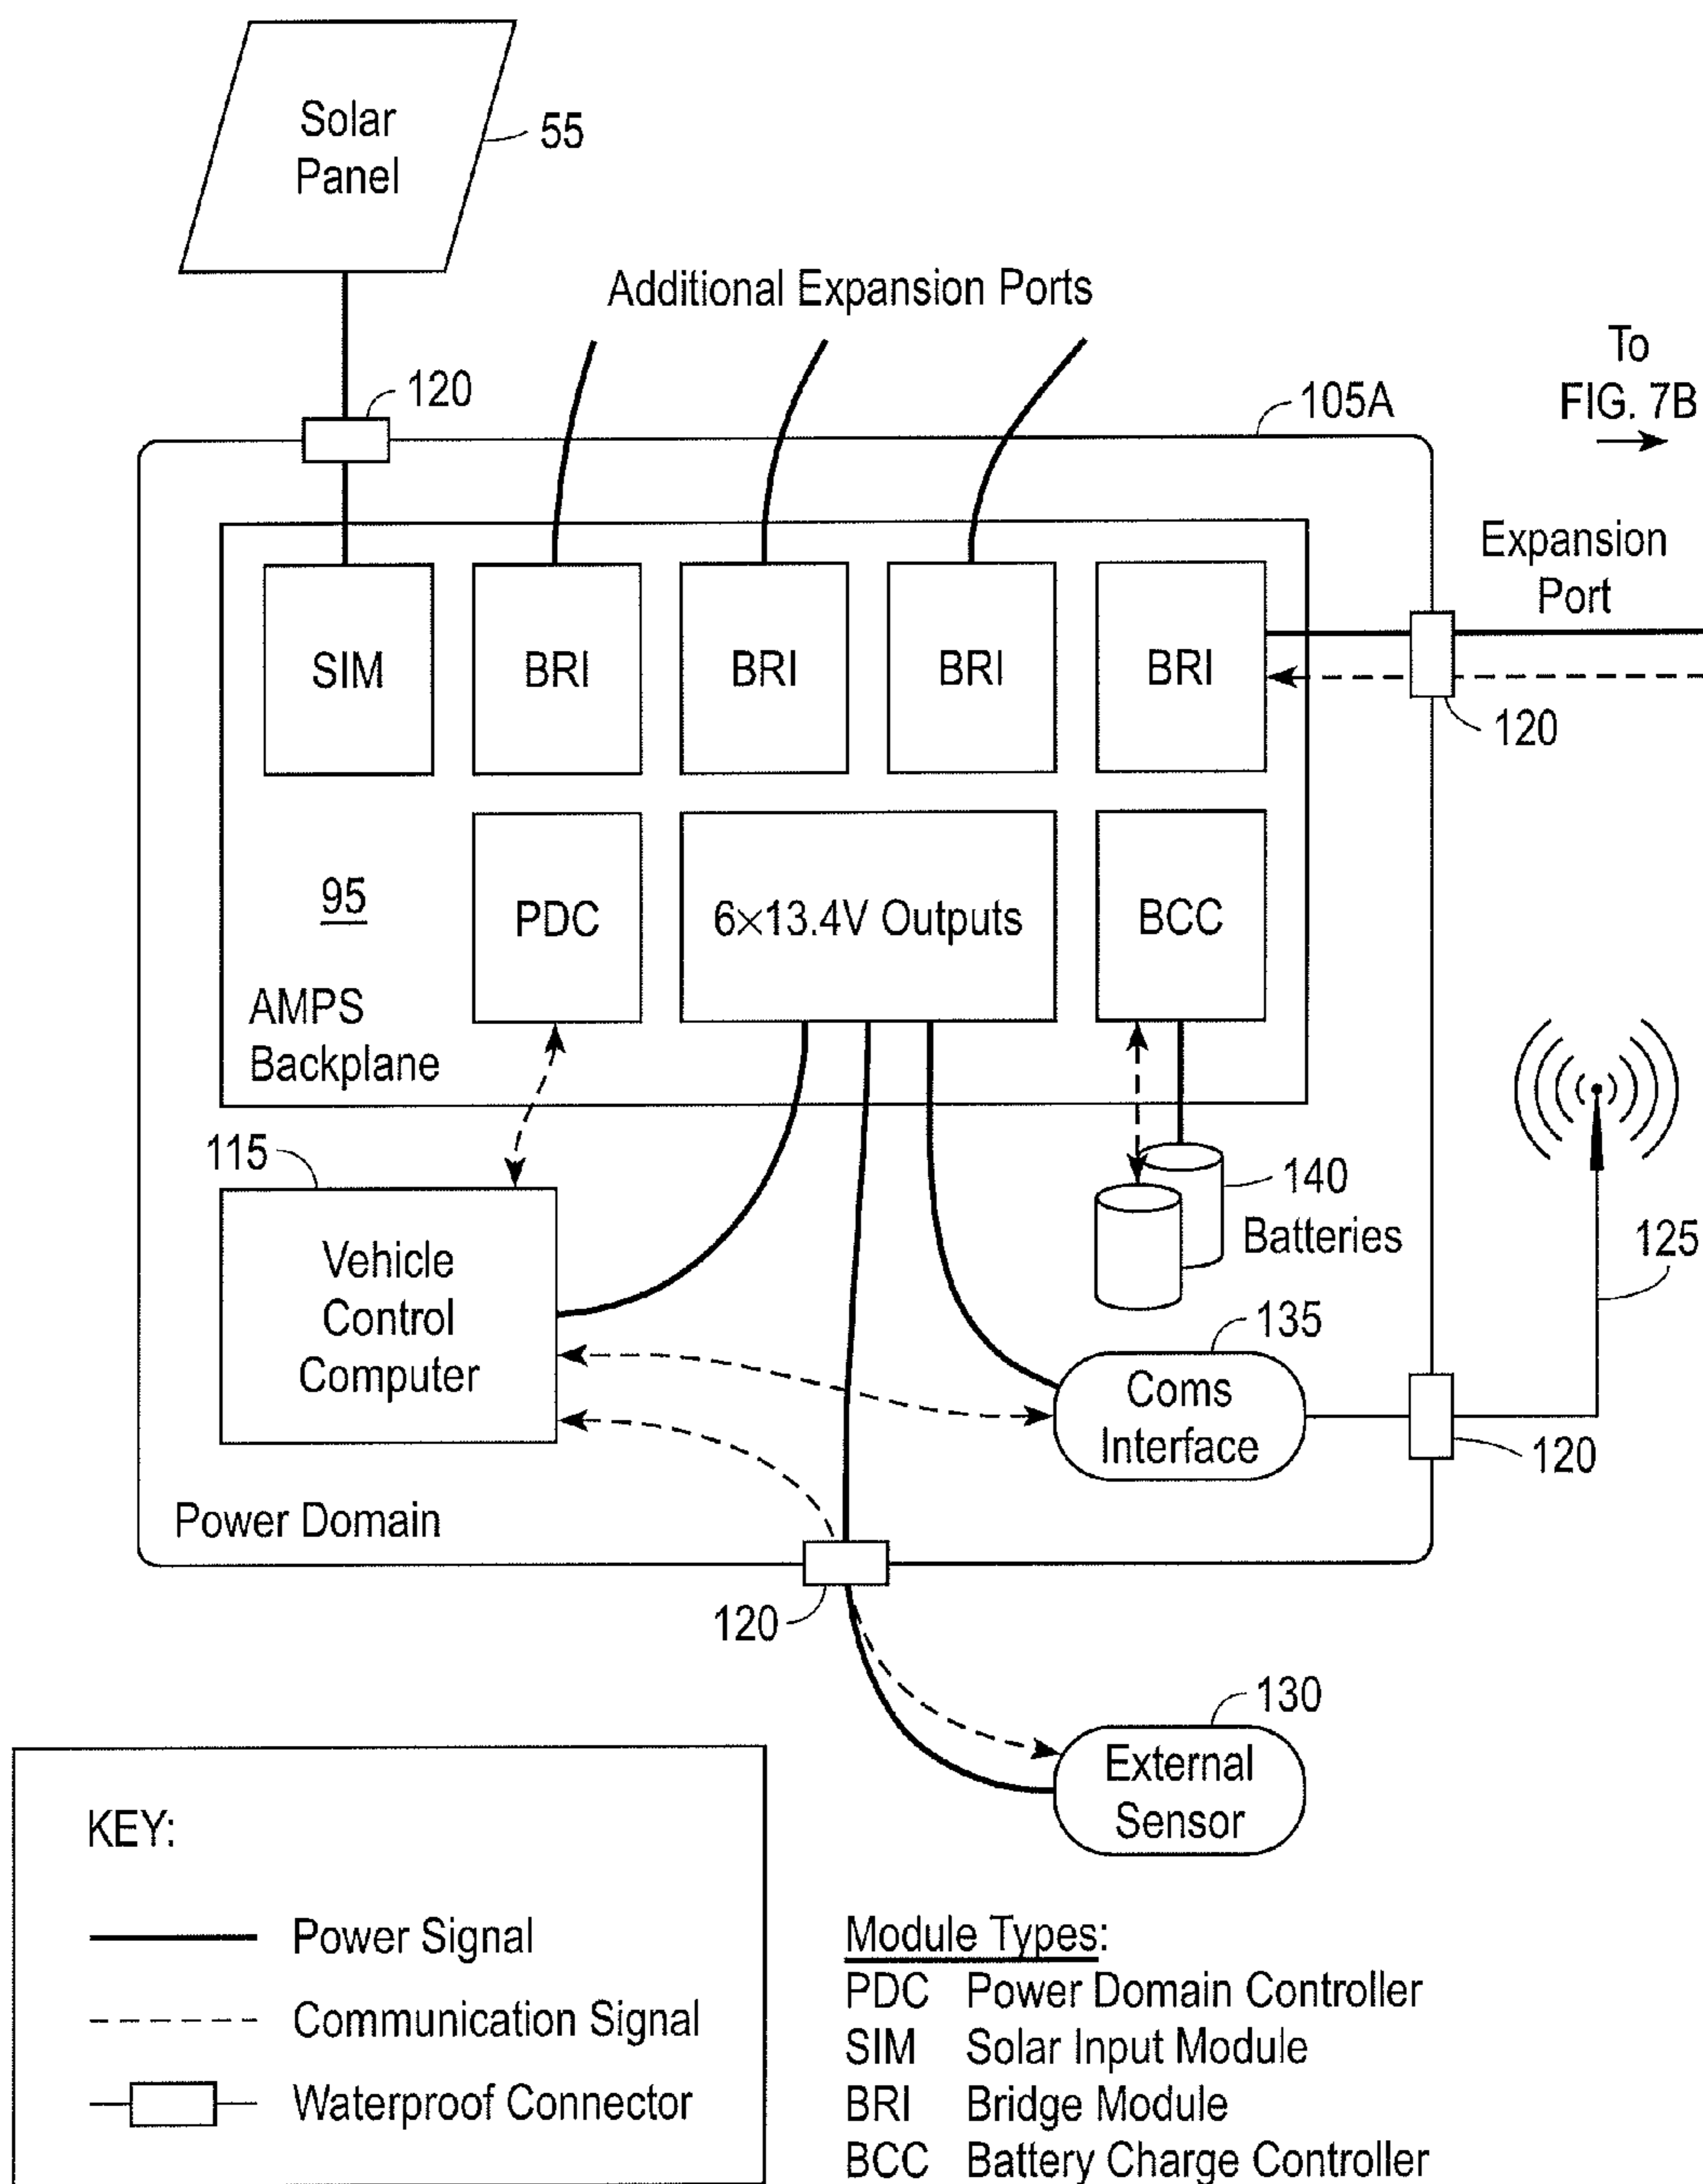 Solar
Panel
55
Additional Expansion Ports
To
FIG. 7B
120
105A
Expansion
Port
SIM
BRI
BRI
BRI
BRI
120
95
PDC
6×13.4V Outputs
BCC
AMPS
Backplane
115
140
Batteries
125
Vehicle
Control
Computer
135
Coms
Interface
120
Power Domain
120
130
External
Sensor
KEY:
Power Signal
Communication Signal
Waterproof Connector
Module Types:
PDC Power Domain Controller
SIM Solar Input Module
BRI Bridge Module
BCC Battery Charge Controller